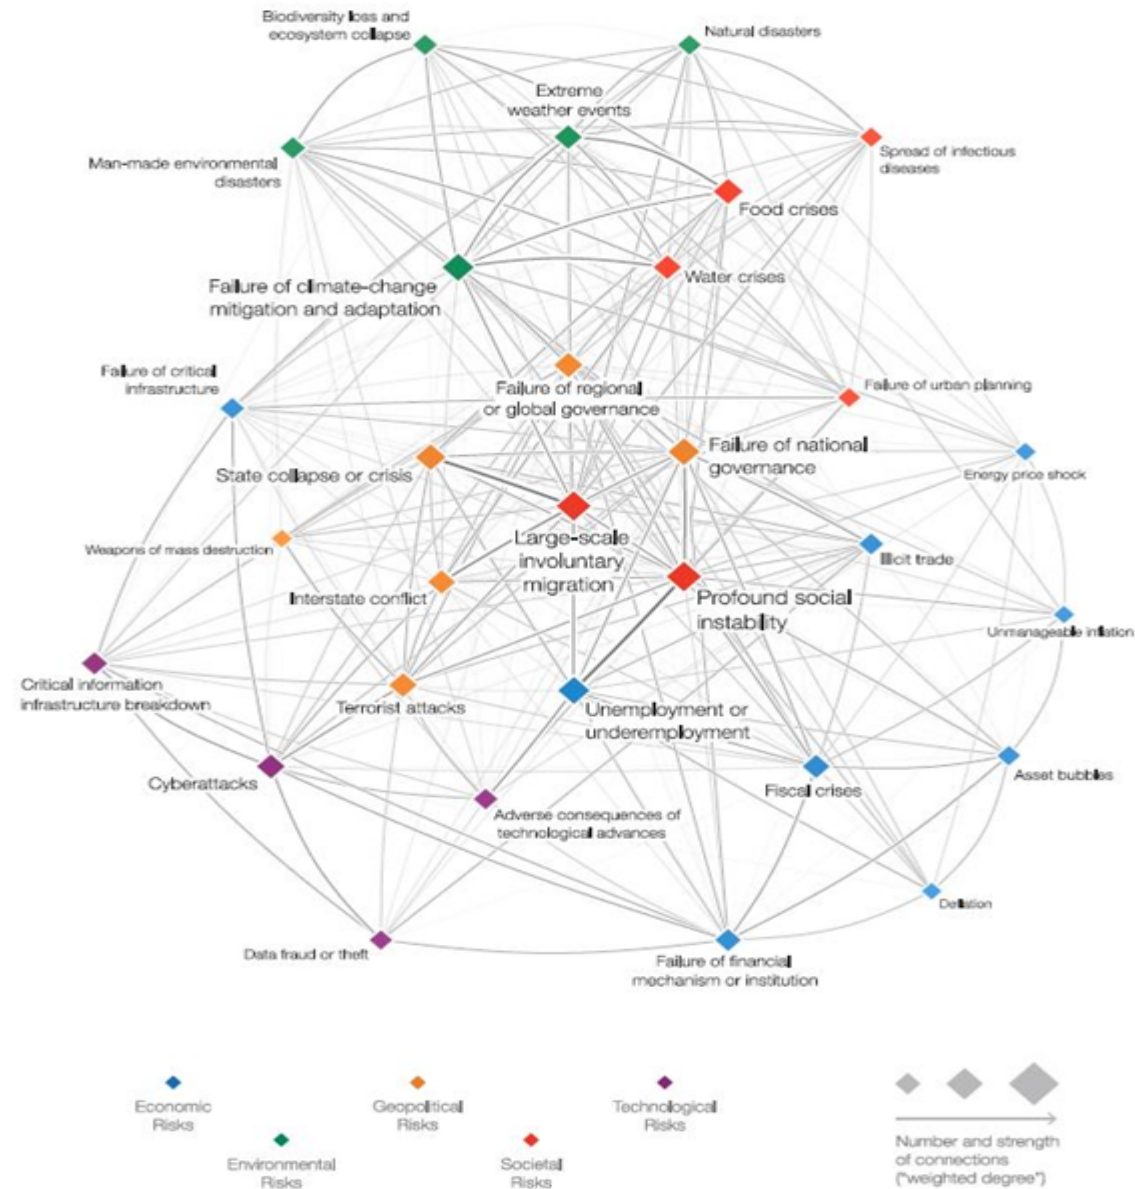 Biodiversity loss and
ecosystem collapse
Natural disasters
Extreme
weather events
Man-made environmental
disasters
Spread of infectious
diseases
Food crises
Water crises
Failure of climate-change
mitigation and adaptation
Failure of critical
infrastructure
Failure of regional
or global governance
Failure of urban planning
State collapse or crisis
Failure of national
governance
Energy price shock
Large-scale
involuntary
migration
Weapons of mass destruction
Illicit trade
Interstate conflict
Profound social
instability
Unmanageable inflation
Critical information
infrastructure breakdown
Terrorist attacks
Unemployment or
underemployment
Cyberattacks
Fiscal crises
Asset bubbles
Adverse consequences of
technological advances
Deflation
Data fraud or theft
Failure of financial
mechanism or institution
Economic
Risks
Geopolitical
Risks
Technological
Risks
Environmental
Risks
Societal
Risks
Number and strength
of connections
("weighted degree")